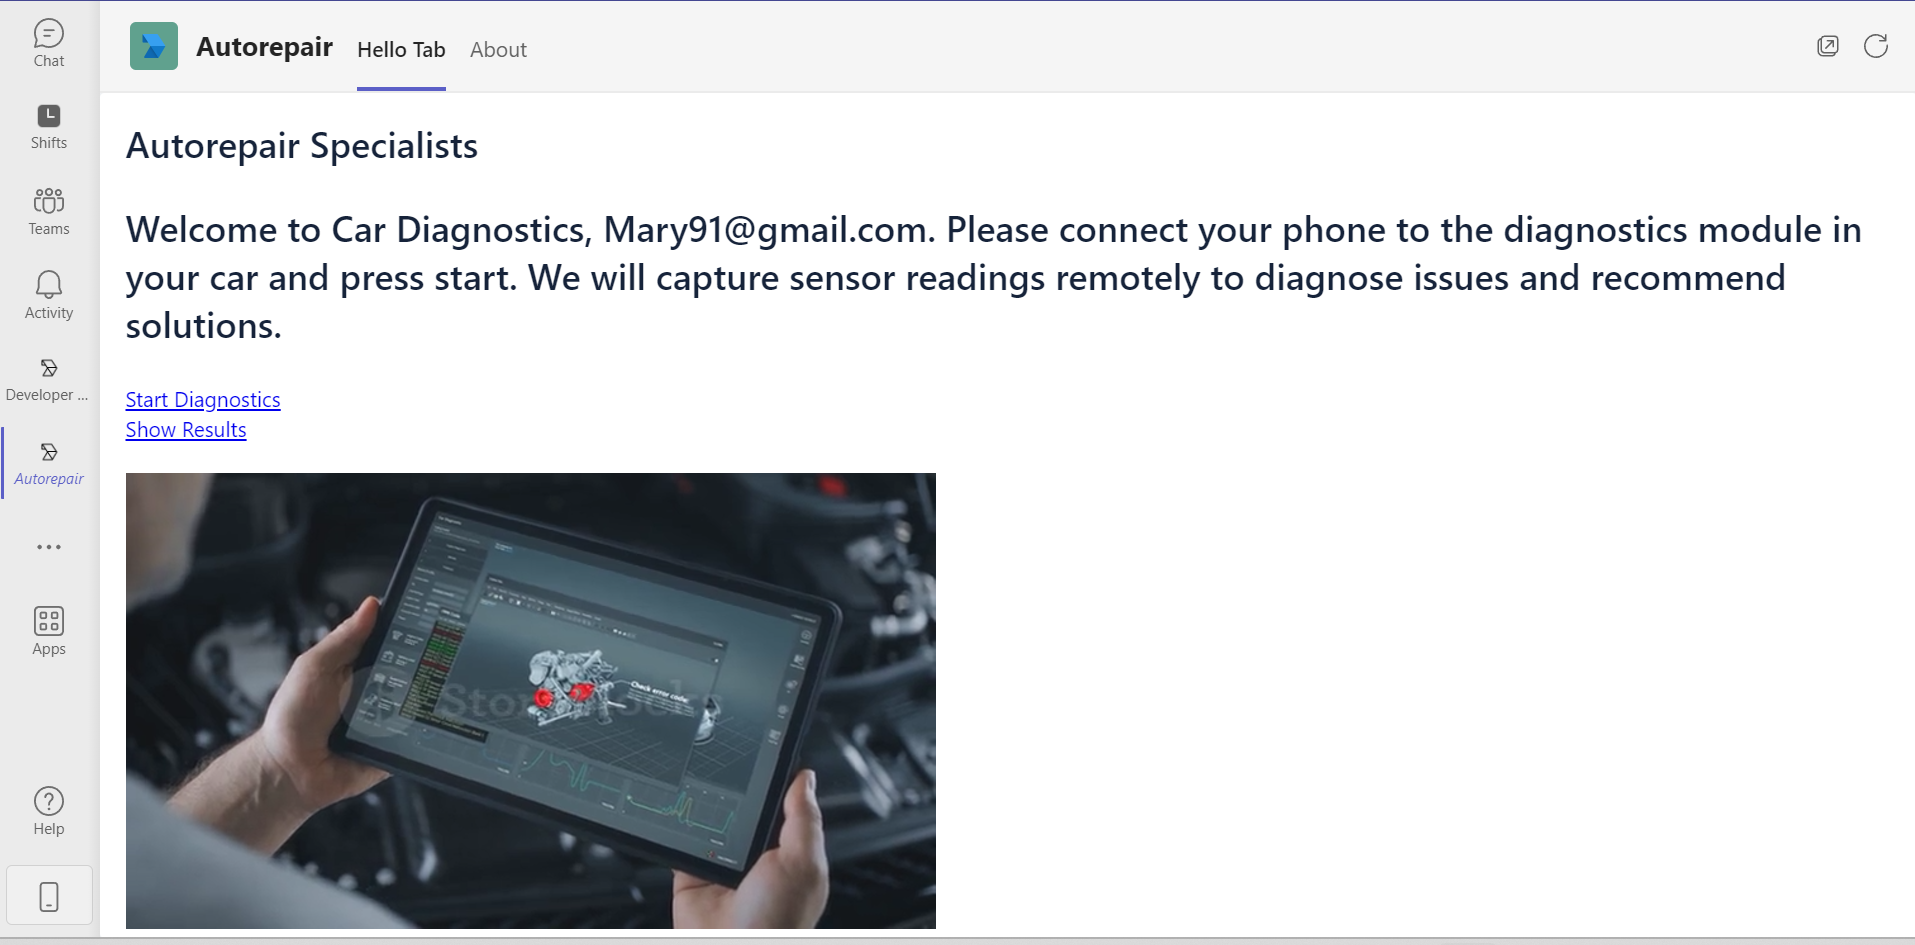 Chat
Shifts
Teams
Activity
Developer ...
Autorepair
Apps
Help
Autorepair
Hello Tab
About
Autorepair Specialists
Welcome to Car Diagnostics, Mary91@gmail.com. Please connect your phone to the diagnostics module in
your car and press start. We will capture sensor readings remotely to diagnose issues and recommend
solutions.
Start Diagnostics
Show Results
Check error code: